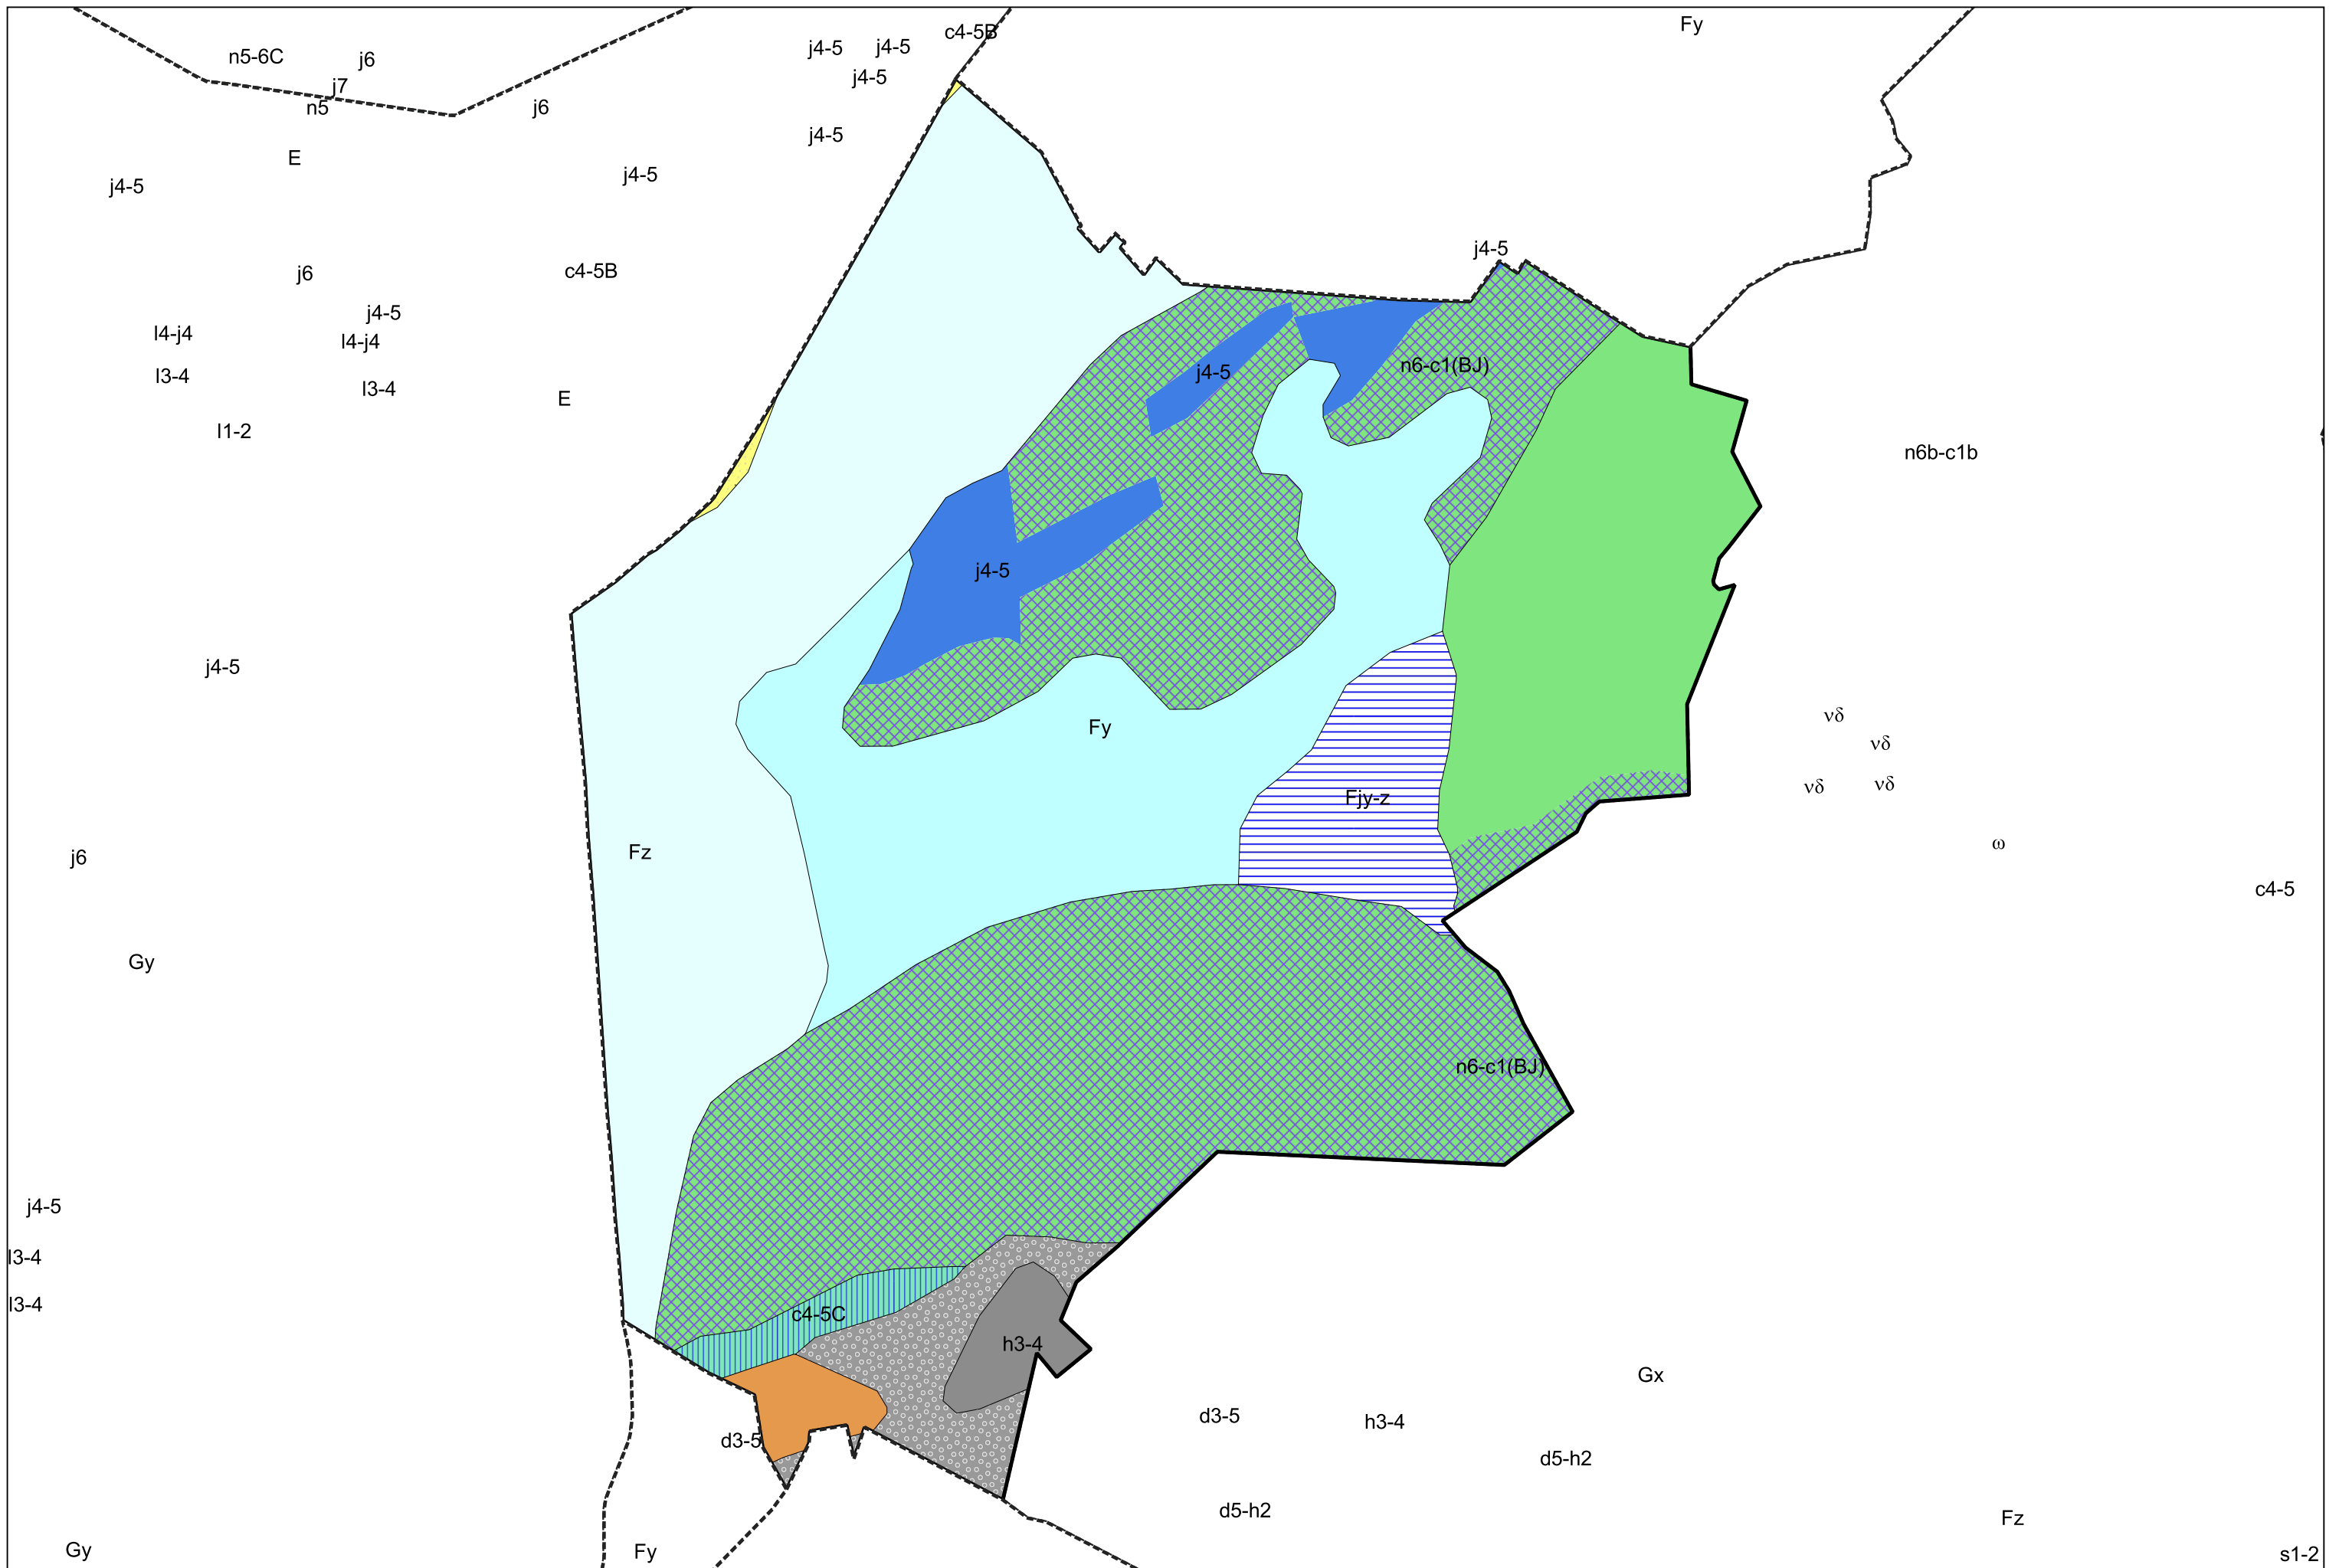 Fy
c4-5B
j4-5
j4-5
n5-6C
j6
j4-5
j7
n5
j6
j4-5
E
j4-5
j4-5
j4-5
c4-5B
j6
j4-5
l4-j4
l4-j4
j4-5
n6-c1(BJ)
l3-4
l3-4
E
l1-2
n6b-c1b
j4-5
j4-5
νδ
Fy
νδ
νδ
νδ
Fjy-z
ω
Fz
j6
c4-5
Gy
n6-c1(BJ)
j4-5
l3-4
l3-4
c4-5C
h3-4
Gx
d3-5
h3-4
d3-5
d5-h2
d5-h2
Fz
Gy
Fy
s1-2